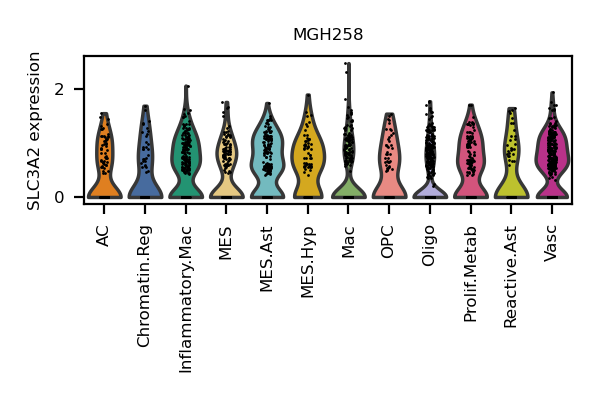 MGH258
SLC3A2 expression
2
0
AC
Chromatin.Reg
Inflammatory.Mac
MES
MES.Ast
MES.Hyp
Mac
OPC
Oligo
Prolif.Metab
Reactive.Ast
Vasc